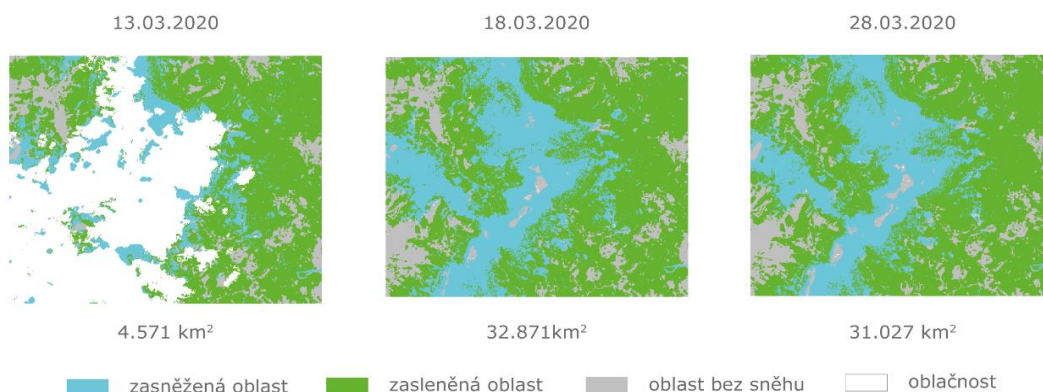 13.03.2020
18.03.2020
28.03.2020
4.571 km²
32.871km²
31.027 km²
zasněžená oblast
zasleněná oblast
oblast bez sněhu
oblačnost